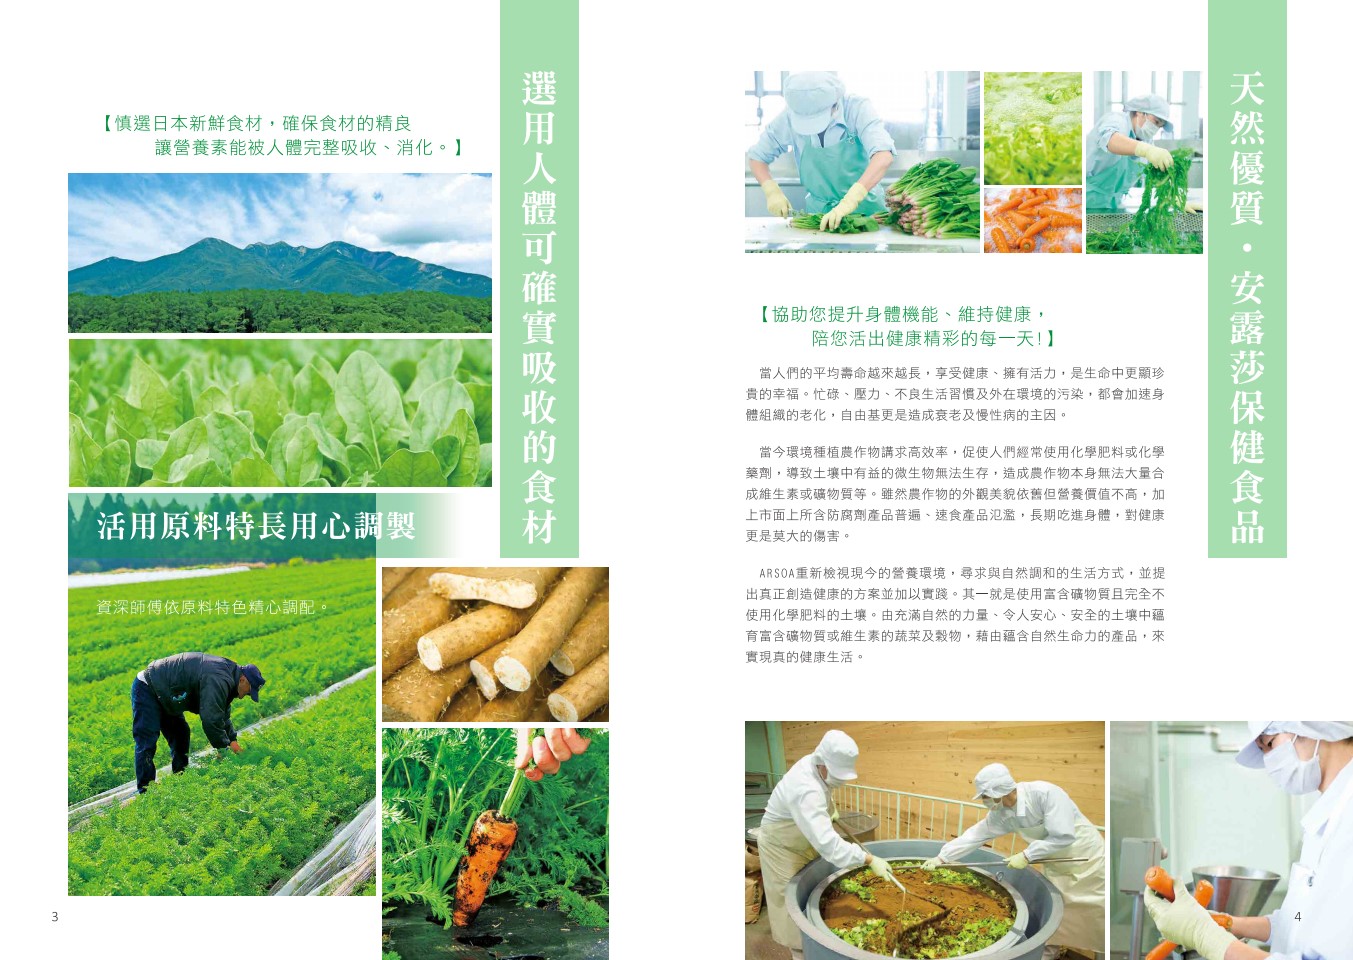 選用人體可確實吸收的食材
【慎選日本新鮮食材，確保食材的精良
讓營養素能被人體完整吸收、消化。】
活用原料特長用心調製
資深師傅依原料特色精心調配。
3
天然優質・安露莎保健食品
【協助您提升身體機能、維持健康，
陪您活出健康精彩的每一天!】
當人們的平均壽命越來越長，享受健康、擁有活力，是生命中更顯珍
貴的幸福。忙碌、壓力、不良生活習慣及外在環境的污染，都會加速身
體組織的老化，自由基更是造成衰老及慢性病的主因。
當今環境種植農作物講求高效率，促使人們經常使用化學肥料或化學
藥劑，導致土壤中有益的微生物無法生存，造成農作物本身無法大量合
成維生素或礦物質等。雖然農作物的外觀美貌依舊但營養價值不高，加
上市面上所含防腐劑產品普遍、速食產品氾濫，長期吃進身體，對健康
更是莫大的傷害。
ARSOA重新檢視現今的營養環境，尋求與自然調和的生活方式，並提
出真正創造健康的方案並加以實踐。其一就是使用富含礦物質且完全不
使用化學肥料的土壤。由充滿自然的力量、令人安心、安全的土壤中蘊
育富含礦物質或維生素的蔬菜及穀物，藉由蘊含自然生命力的產品，來
實現真的健康生活。
4